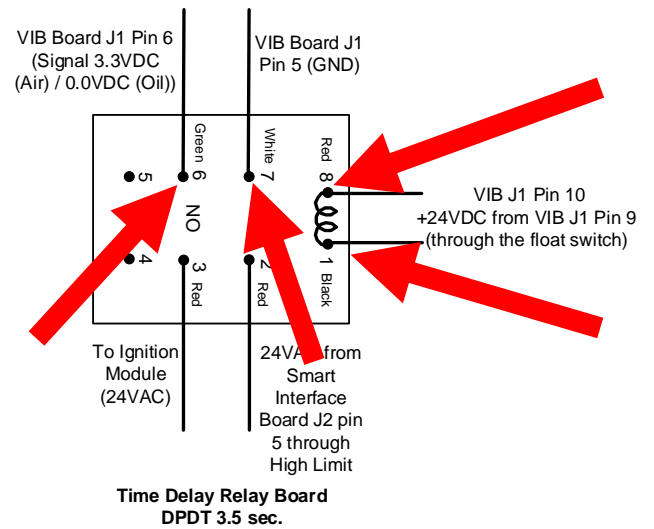 VIB Board J1 Pin 6
(Signal 3.3VDC
(Air) / 0.0VDC (Oil))
VIB Board J1
Pin 5 (GND)
Green
White
Red
5
6
7
8
NO
4
3
2
1
Red
Red
Black
VIB J1 Pin 10
+24VDC from VIB J1 Pin 9
(through the float switch)
To Ignition
Module
(24VAC)
24VAC from
Smart
Interface
Board J2 pin
5 through
High Limit
Time Delay Relay Board
DPDT 3.5 sec.